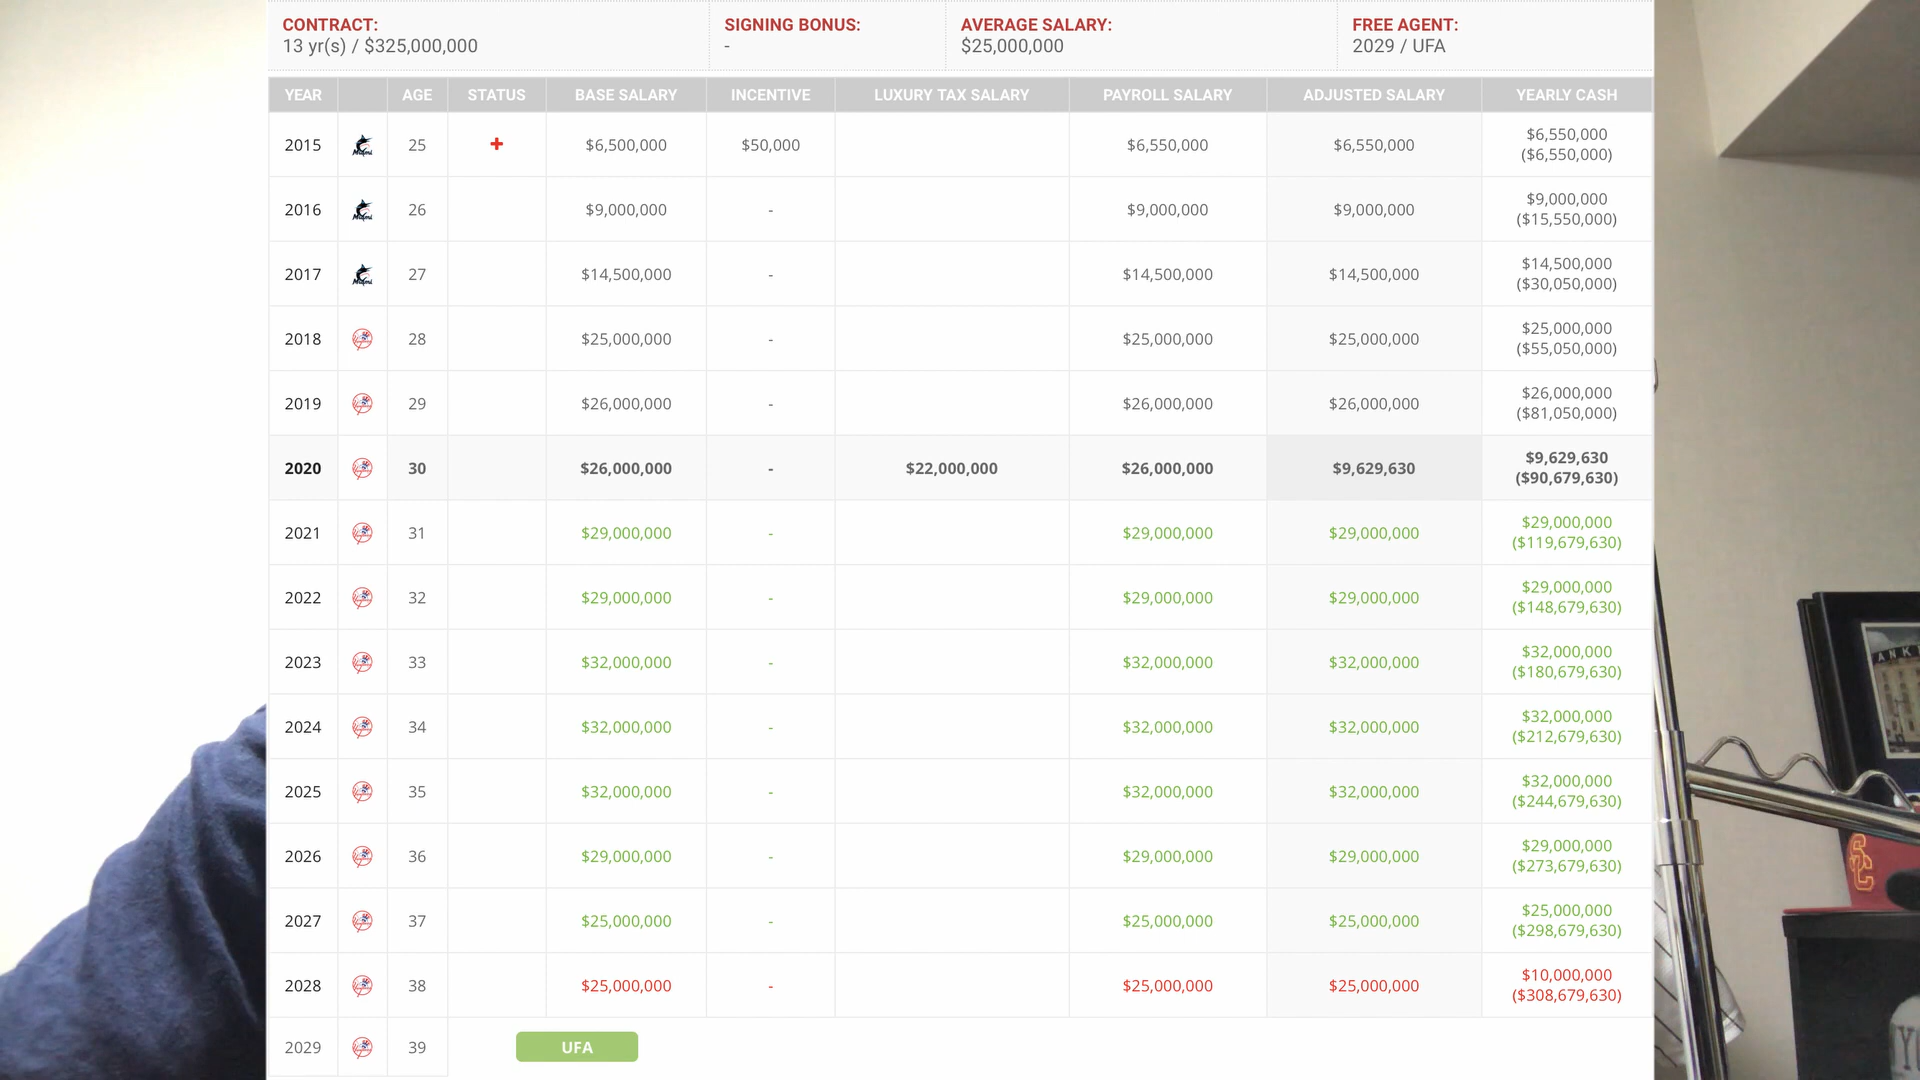 CONTRACT: SIGNING BONUS: AVERAGE SALARY: FREE AGENT:
13 yr(s) / $325,000,000 - $25,000,000 2029 / UFA
YEAR AGE STATUS BASE SALARY INCENTIVE LUXURY TAX SALARY PAYROLL SALARY ADJUSTED SALARY YEARLY CASH
2015 25 + $6,500,000 $50,000 $6,550,000 $6,550,000 $6,550,000
($6,550,000)
2016 26 $9,000,000 - $9,000,000 $9,000,000 $9,000,000
($15,550,000)
2017 27 $14,500,000 - $14,500,000 $14,500,000 $14,500,000
($30,050,000)
2018 28 $25,000,000 - $25,000,000 $25,000,000 $25,000,000
($55,050,000)
2019 29 $26,000,000 - $26,000,000 $26,000,000 $26,000,000
($81,050,000)
2020 30 $26,000,000 - $22,000,000 $26,000,000 $9,629,630 $9,629,630
($90,679,630)
2021 31 $29,000,000 - $29,000,000 $29,000,000 $29,000,000
($119,679,630)
2022 32 $29,000,000 - $29,000,000 $29,000,000 $29,000,000
($148,679,630)
2023 33 $32,000,000 - $32,000,000 $32,000,000 $32,000,000
($180,679,630)
2024 34 $32,000,000 - $32,000,000 $32,000,000 $32,000,000
($212,679,630)
2025 35 $32,000,000 - $32,000,000 $32,000,000 $32,000,000
($244,679,630)
2026 36 $29,000,000 - $29,000,000 $29,000,000 $29,000,000
($273,679,630)
2027 37 $25,000,000 - $25,000,000 $25,000,000 $25,000,000
($298,679,630)
2028 38 $25,000,000 - $25,000,000 $25,000,000 $10,000,000
($308,679,630)
2029 39 UFA
ANK
SC